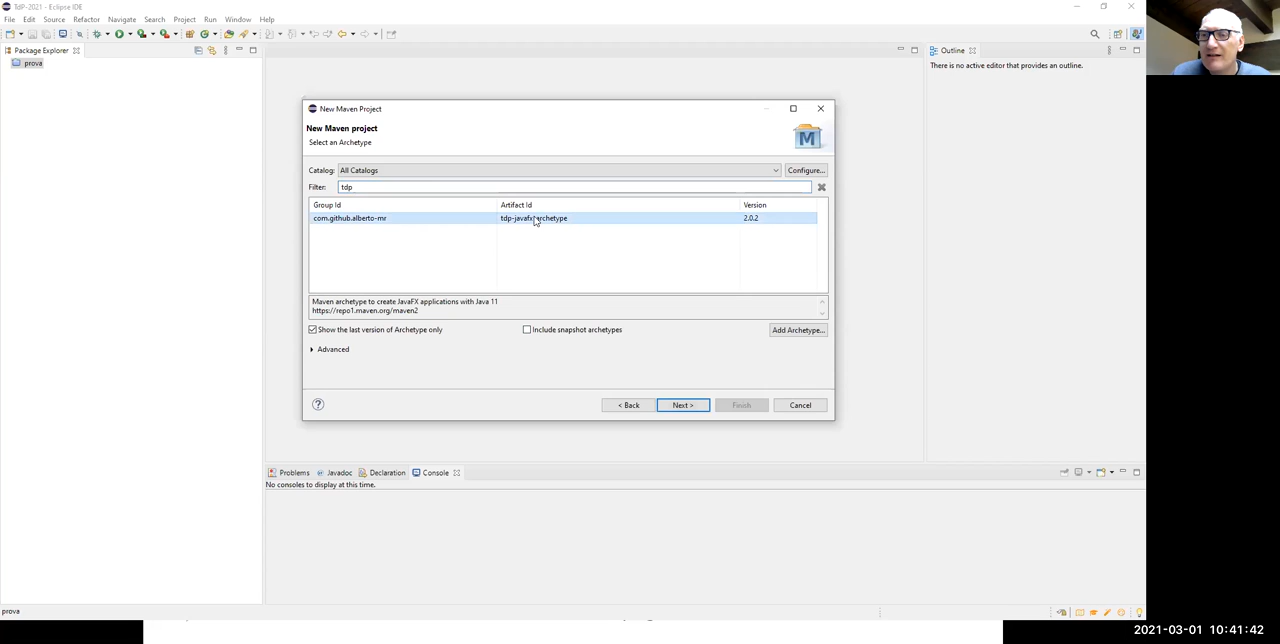 TdP-2021 - Eclipse IDE
File Edit Source Refactor Navigate Search Project Run Window Help
Package Explorer
prova
Outline
There is no active editor that provides an outline.
New Maven Project
New Maven project
Select an Archetype
M
Catalog: All Catalogs Configure...
Filter: tdp
Group Id Artifact Id Version
com.github.alberto-mr tdp-javafx-archetype 2.0.2
Maven archetype to create JavaFX applications with Java 11
https://repo1.maven.org/maven2
Show the last version of Archetype only Include snapshot archetypes Add Archetype...
Advanced
? < Back Next > Finish Cancel
Problems Javadoc Declaration Console
No consoles to display at this time.
prova
2021-03-01 10:41:42